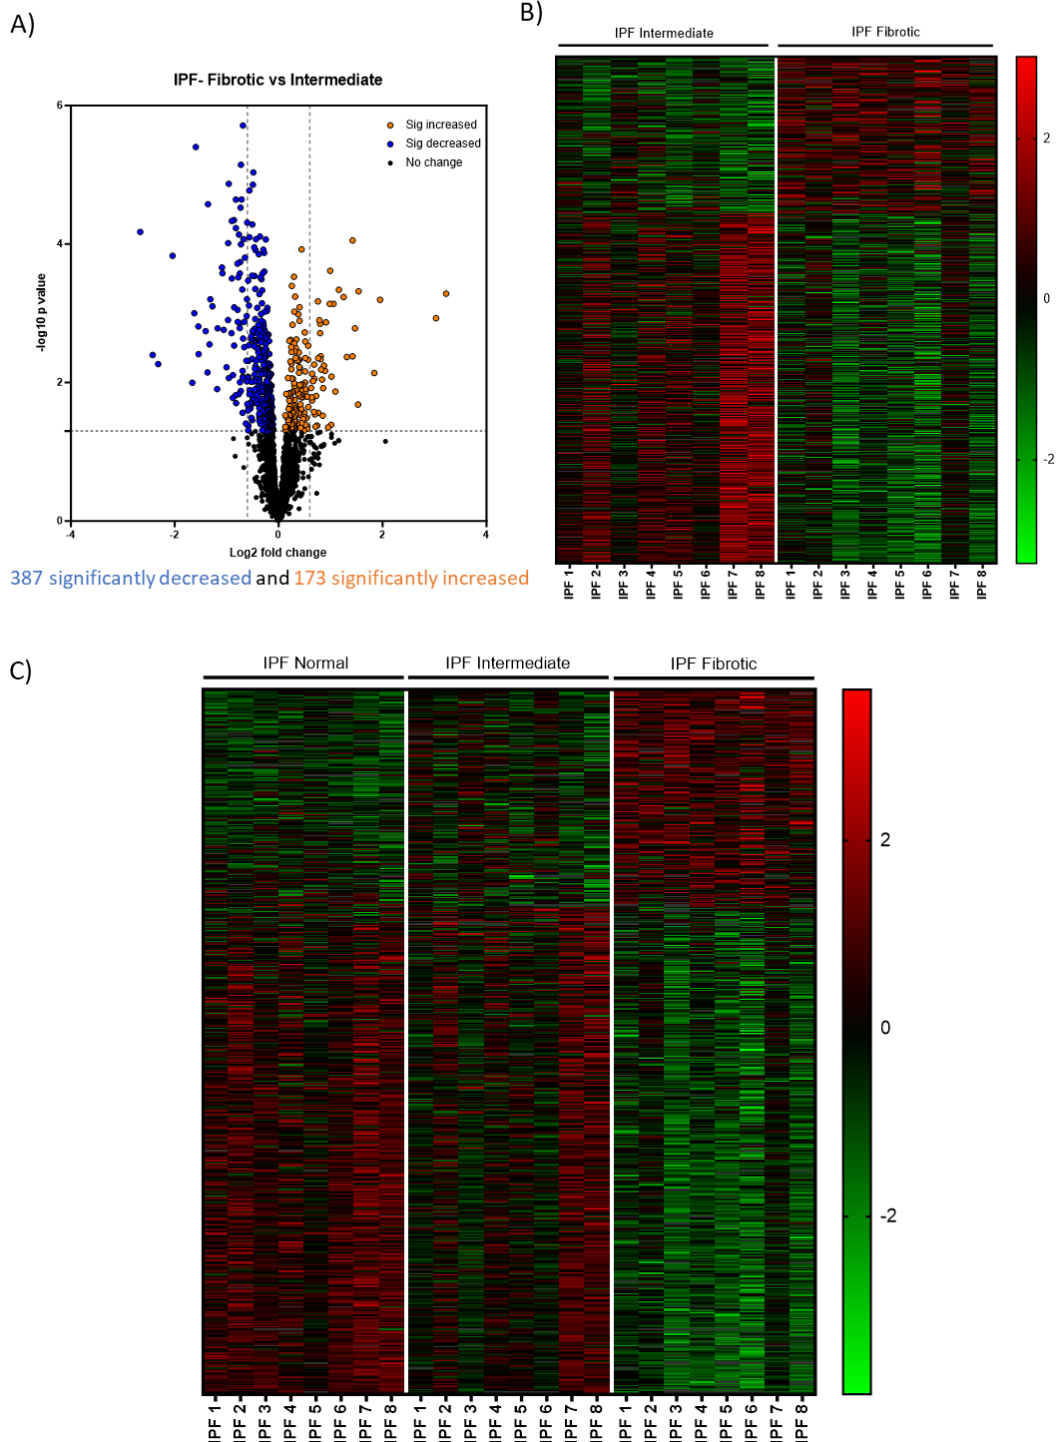 A)
IPF- Fibrotic vs Intermediate
6
4
2
0
-log10 p value
Sig increased
Sig decreased
No change
-4
-2
0
2
4
Log2 fold change
387 significantly decreased and 173 significantly increased
B)
IPF Intermediate
IPF Fibrotic
2
0
-2
IPF 1
IPF 2
IPF 3
IPF 4
IPF 5
IPF 6
IPF 7
IPF 8
IPF 1
IPF 2
IPF 3
IPF 4
IPF 5
IPF 6
IPF 7
IPF 8
C)
IPF Normal
IPF Intermediate
IPF Fibrotic
2
0
-2
IPF 1
IPF 2
IPF 3
IPF 4
IPF 5
IPF 6
IPF 7
IPF 8
IPF 1
IPF 2
IPF 3
IPF 4
IPF 5
IPF 6
IPF 7
IPF 8
IPF 1
IPF 2
IPF 3
IPF 4
IPF 5
IPF 6
IPF 7
IPF 8